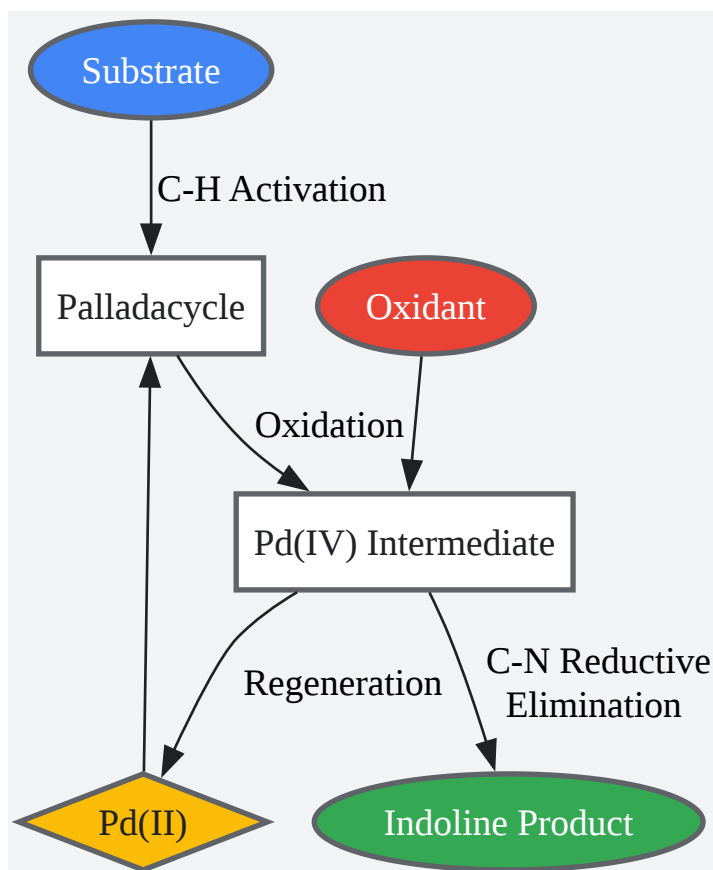 Substrate
C-H Activation
Palladacycle
Oxidant
Oxidation
Pd(IV) Intermediate
Regeneration
C-N Reductive
Elimination
Pd(II)
Indoline Product